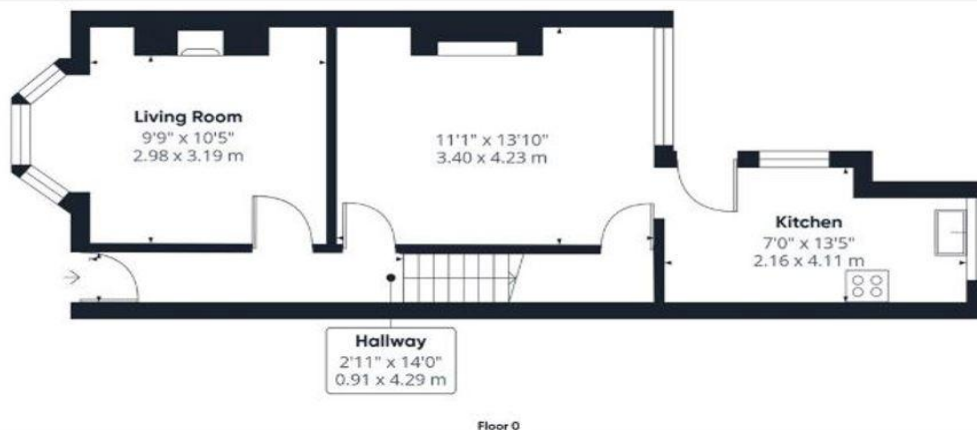 Living Room
9'9" x 10'5"
2.98 x 3.19 m
11'1" x 13'10"
3.40 x 4.23 m
Kitchen
7'0" x 13'5"
2.16 x 4.11 m
Hallway
2'11" x 14'0"
0.91 x 4.29 m
Floor 0